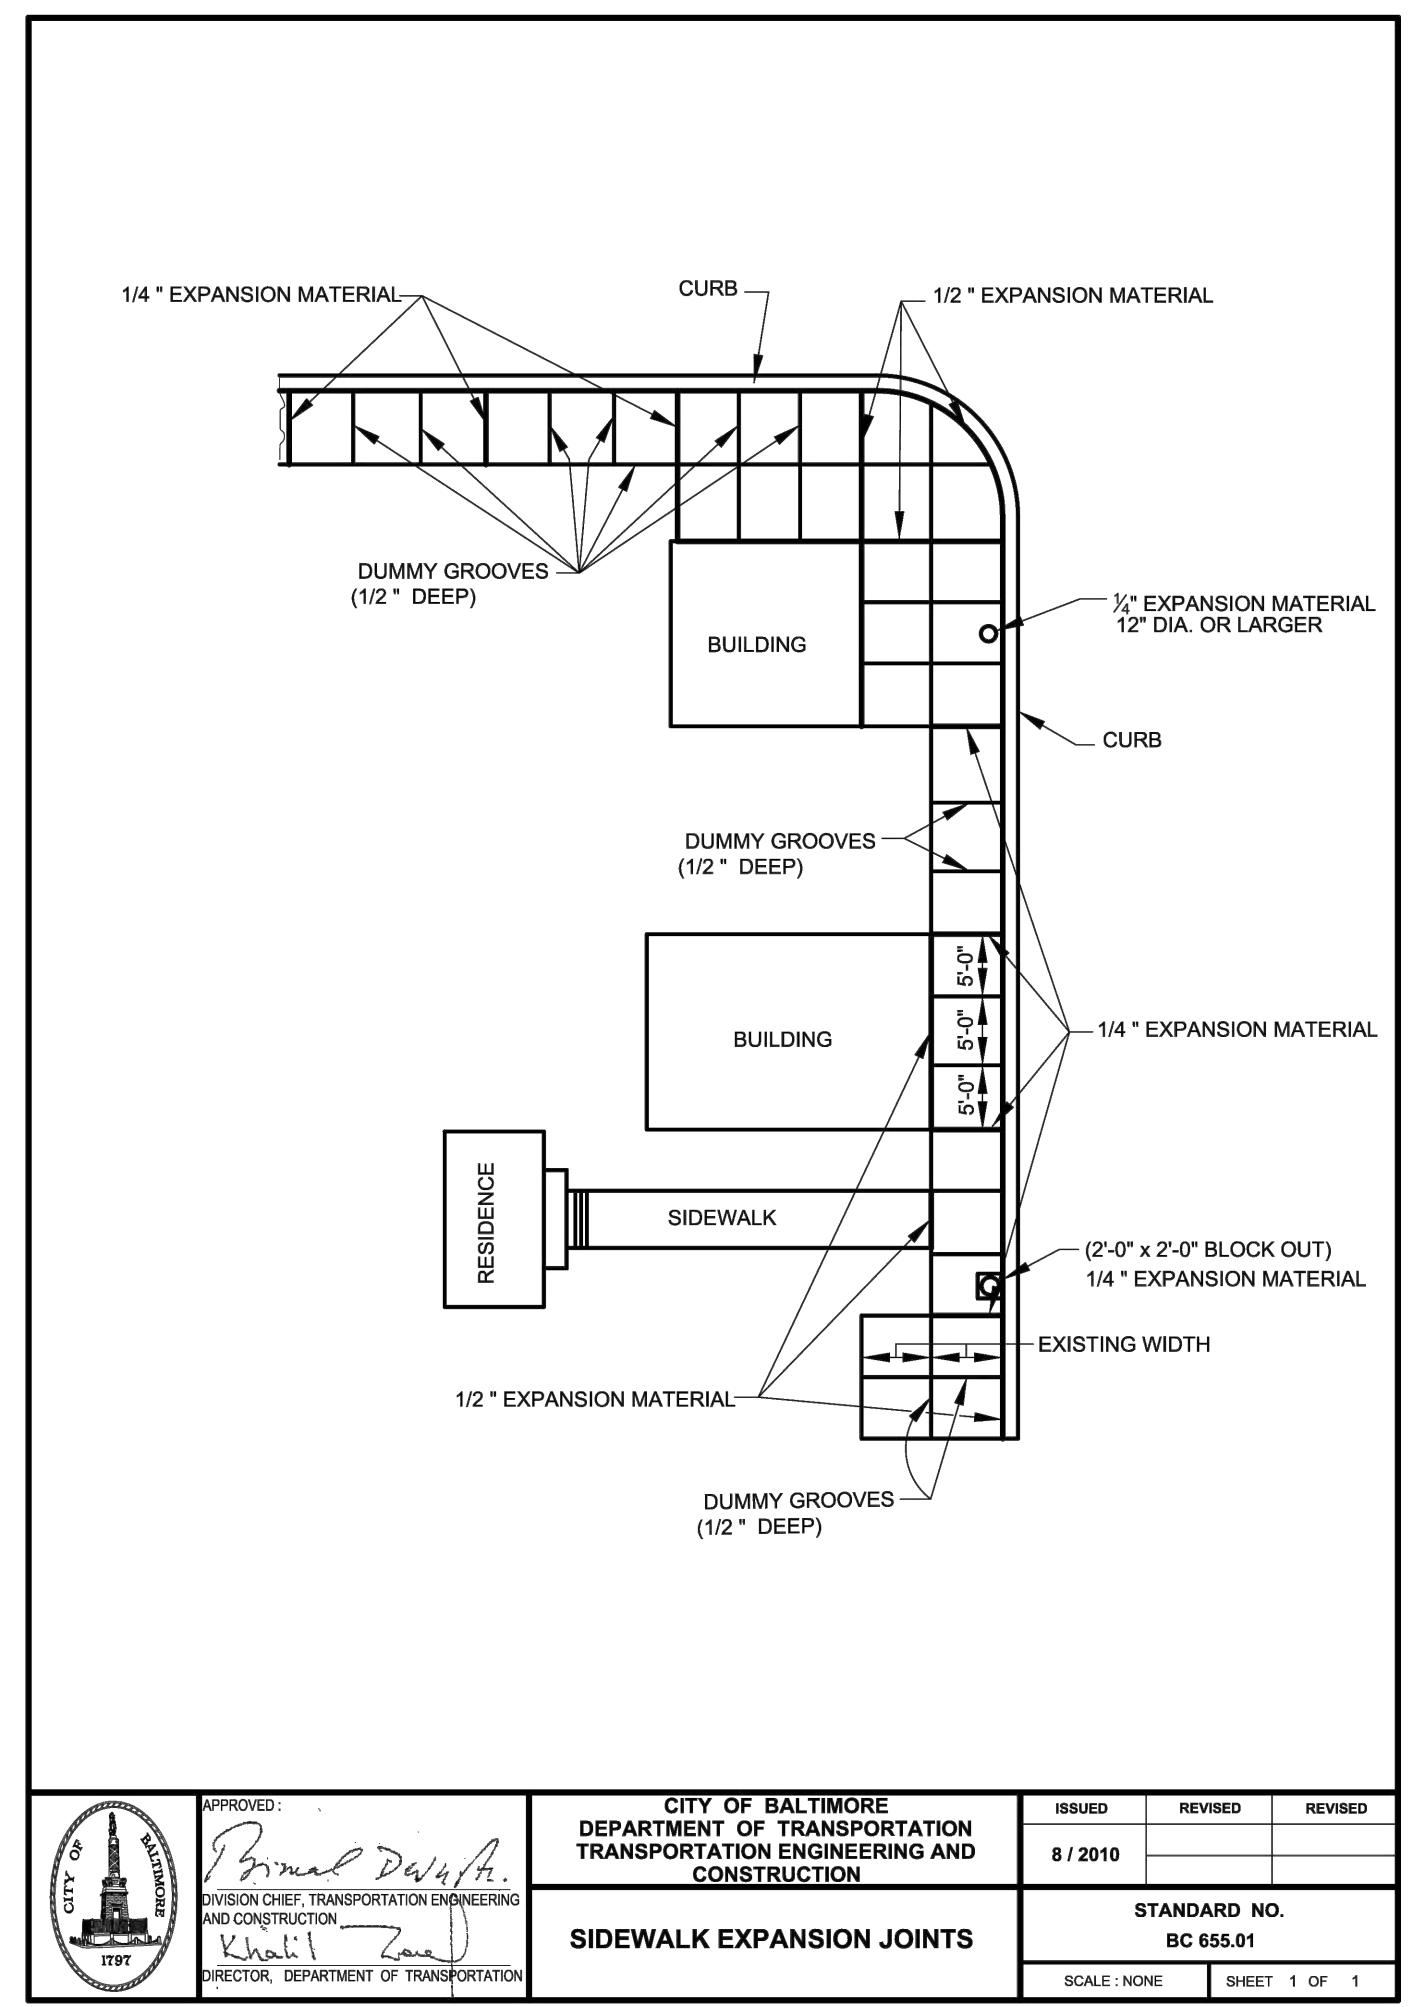 1/4 " EXPANSION MATERIAL
CURB
1/2 " EXPANSION MATERIAL
DUMMY GROOVES
(1/2 " DEEP)
1/4" EXPANSION MATERIAL
12" DIA. OR LARGER
BUILDING
CURB
DUMMY GROOVES
(1/2 " DEEP)
5'-0"
5'-0"
5'-0"
BUILDING
1/4 " EXPANSION MATERIAL
RESIDENCE
SIDEWALK
(2'-0" x 2'-0" BLOCK OUT)
1/4 " EXPANSION MATERIAL
EXISTING WIDTH
1/2 " EXPANSION MATERIAL
DUMMY GROOVES
(1/2 " DEEP)
CITY OF BALTIMORE
1797
APPROVED :
DIVISION CHIEF, TRANSPORTATION ENGINEERING
AND CONSTRUCTION
Khalil
DIRECTOR, DEPARTMENT OF TRANSPORTATION
CITY OF BALTIMORE
DEPARTMENT OF TRANSPORTATION
TRANSPORTATION ENGINEERING AND
CONSTRUCTION
SIDEWALK EXPANSION JOINTS
ISSUED
REVISED
REVISED
8 / 2010
STANDARD NO.
BC 655.01
SCALE : NONE
SHEET 1 OF 1